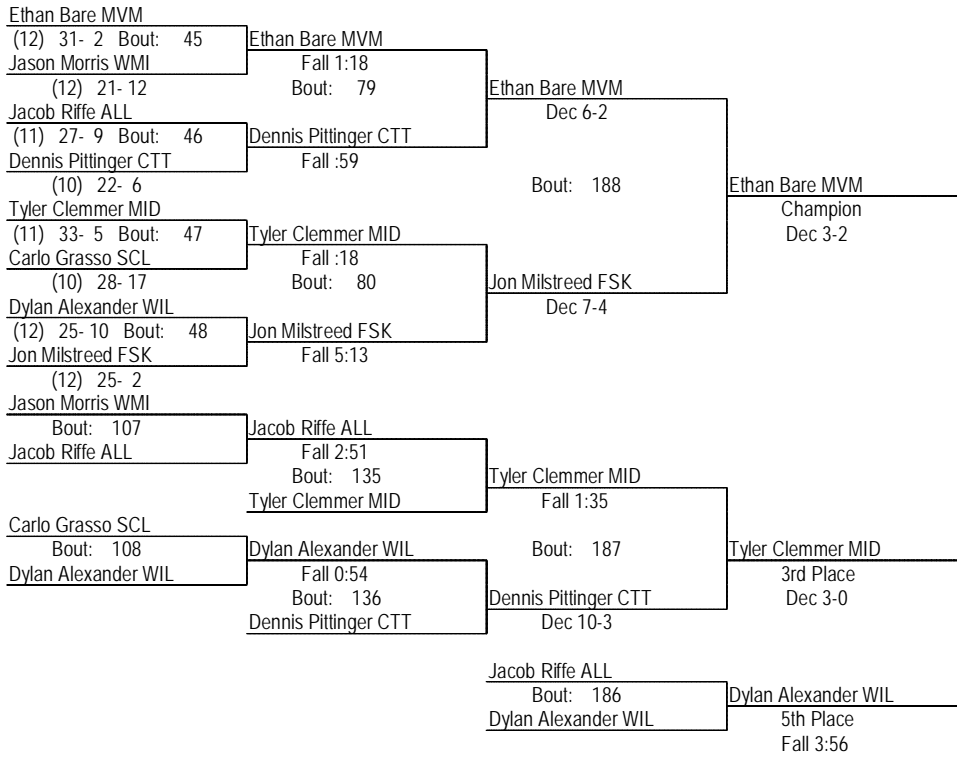 Ethan Bare MVM
(12) 31- 2 Bout: 45
Ethan Bare MVM
Jason Morris WMI
Fall 1:18
(12) 21- 12
Bout: 79
Ethan Bare MVM
Jacob Riffe ALL
Dec 6-2
(11) 27- 9 Bout: 46
Dennis Pittinger CTT
Dennis Pittinger CTT
Fall :59
(10) 22- 6
Bout: 188
Ethan Bare MVM
Tyler Clemmer MID
Champion
(11) 33- 5 Bout: 47
Tyler Clemmer MID
Dec 3-2
Carlo Grasso SCL
Fall :18
(10) 28- 17
Bout: 80
Jon Milstreed FSK
Dylan Alexander WIL
Dec 7-4
(12) 25- 10 Bout: 48
Jon Milstreed FSK
Jon Milstreed FSK
Fall 5:13
(12) 25- 2
Jason Morris WMI
Bout: 107
Jacob Riffe ALL
Jacob Riffe ALL
Fall 2:51
Bout: 135
Tyler Clemmer MID
Tyler Clemmer MID
Fall 1:35
Carlo Grasso SCL
Bout: 108
Dylan Alexander WIL
Bout: 187
Tyler Clemmer MID
Dylan Alexander WIL
Fall 0:54
3rd Place
Bout: 136
Dennis Pittinger CTT
Dec 3-0
Dennis Pittinger CTT
Dec 10-3
Jacob Riffe ALL
Bout: 186
Dylan Alexander WIL
Dylan Alexander WIL
5th Place
Fall 3:56